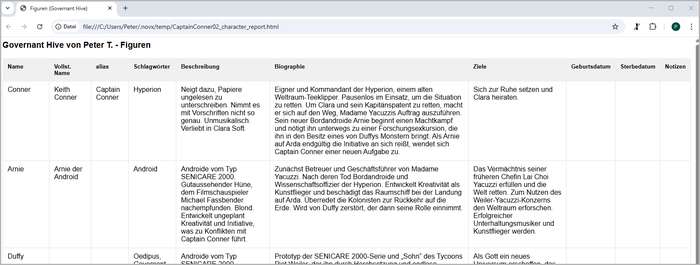 Figuren (Governant Hive)
Datei
file:///C:/Users/Peter/.novx/temp/CaptainConner02_character_report.html
Governant Hive von Peter T. - Figuren
Name
Vollst. Name
alias
Schlagwörter
Beschreibung
Biographie
Ziele
Geburtsdatum
Sterbedatum
Notizen
Conner
Keith Conner
Captain Conner
Hyperion
Neigt dazu, Papiere
ungelesen zu
unterschreiben. Nimmt es
mit Vorschriften nicht so
genau. Unmusikalisch
Verliebt in Clara Soft.
Eigner und Kommandant der Hyperion, einem alten
Weltraum-Teeklipper. Pausenlos im Einsatz, um die Situation
zu retten. Um Clara und sein Kapitänspatent zu retten, macht
er sich auf den Weg, Madame Yacuzzis Auftrag auszuführen.
Sein neuer Bordandroide Arnie beginnt einen Machtkampf
und nötigt ihn unterwegs zu einer Forschungsexkursion, die
ihn in den Besitz eines von Duffys Monstern bringt. Als Arnie
auf Arda endgültig die Initiative an sich reißt, wendet sich
Captain Conner einer neuen Aufgabe zu.
Sich zur Ruhe setzen und
Clara heiraten.
Arnie
Arnie der Android
Android
Androide vom Typ
SENICARE 2000.
Gutaussehender Hüne,
dem Filmschauspieler
Michael Fassbender
nachempfunden. Blond.
Entwickelt ungeplant
Kreativität und Initiative,
was zu Konflikten mit
Captain Conner führt
Zunächst Betreuer und Geschäftsführer von Madame
Yacuzzi. Nach deren Tod Bordandroide und
Wissenschaftsoffizier der Hyperion. Entwickelt Kreativität als
Kunstflieger und beschädigt das Raumschiff bei der Landung
auf Arda. Überredet die Kolonisten zur Rückkehr auf die
Erde. Wird von Duffy zerstört, der dann seine Rolle einnimmt.
Das Vermächtnis seiner
früheren Chefin Lai Choi
Yacuzzi erfüllen und die
Welt retten. Zum Nutzen des
Weiler-Yacuzzi-Konzerns
den Weltraum erforschen.
Erfolgreicher
Unterhaltungsmusiker und
Kunstflieger werden.
Duffy
Oedipus,
Androide vom Typ
Prototyp der SENICARE 2000-Serie und „Sohn" des Tycoons
Als Gott ein neues